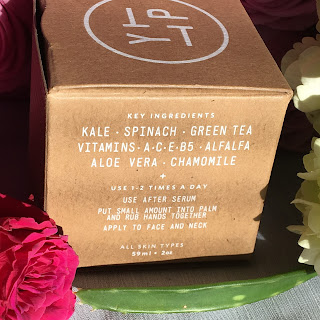 YTTP
KEY INGREDIENTS
KALE · SPINACH · GREEN TEA
VITAMINS · A·C·E·B5 · ALFALFA
ALOE VERA · CHAMOMILE
+
USE 1-2 TIMES A DAY
USE AFTER SERUM
PUT SMALL AMOUNT INTO PALM
AND RUB HANDS TOGETHER
APPLY TO FACE AND NECK
ALL SKIN TYPES
59ml · 2oz